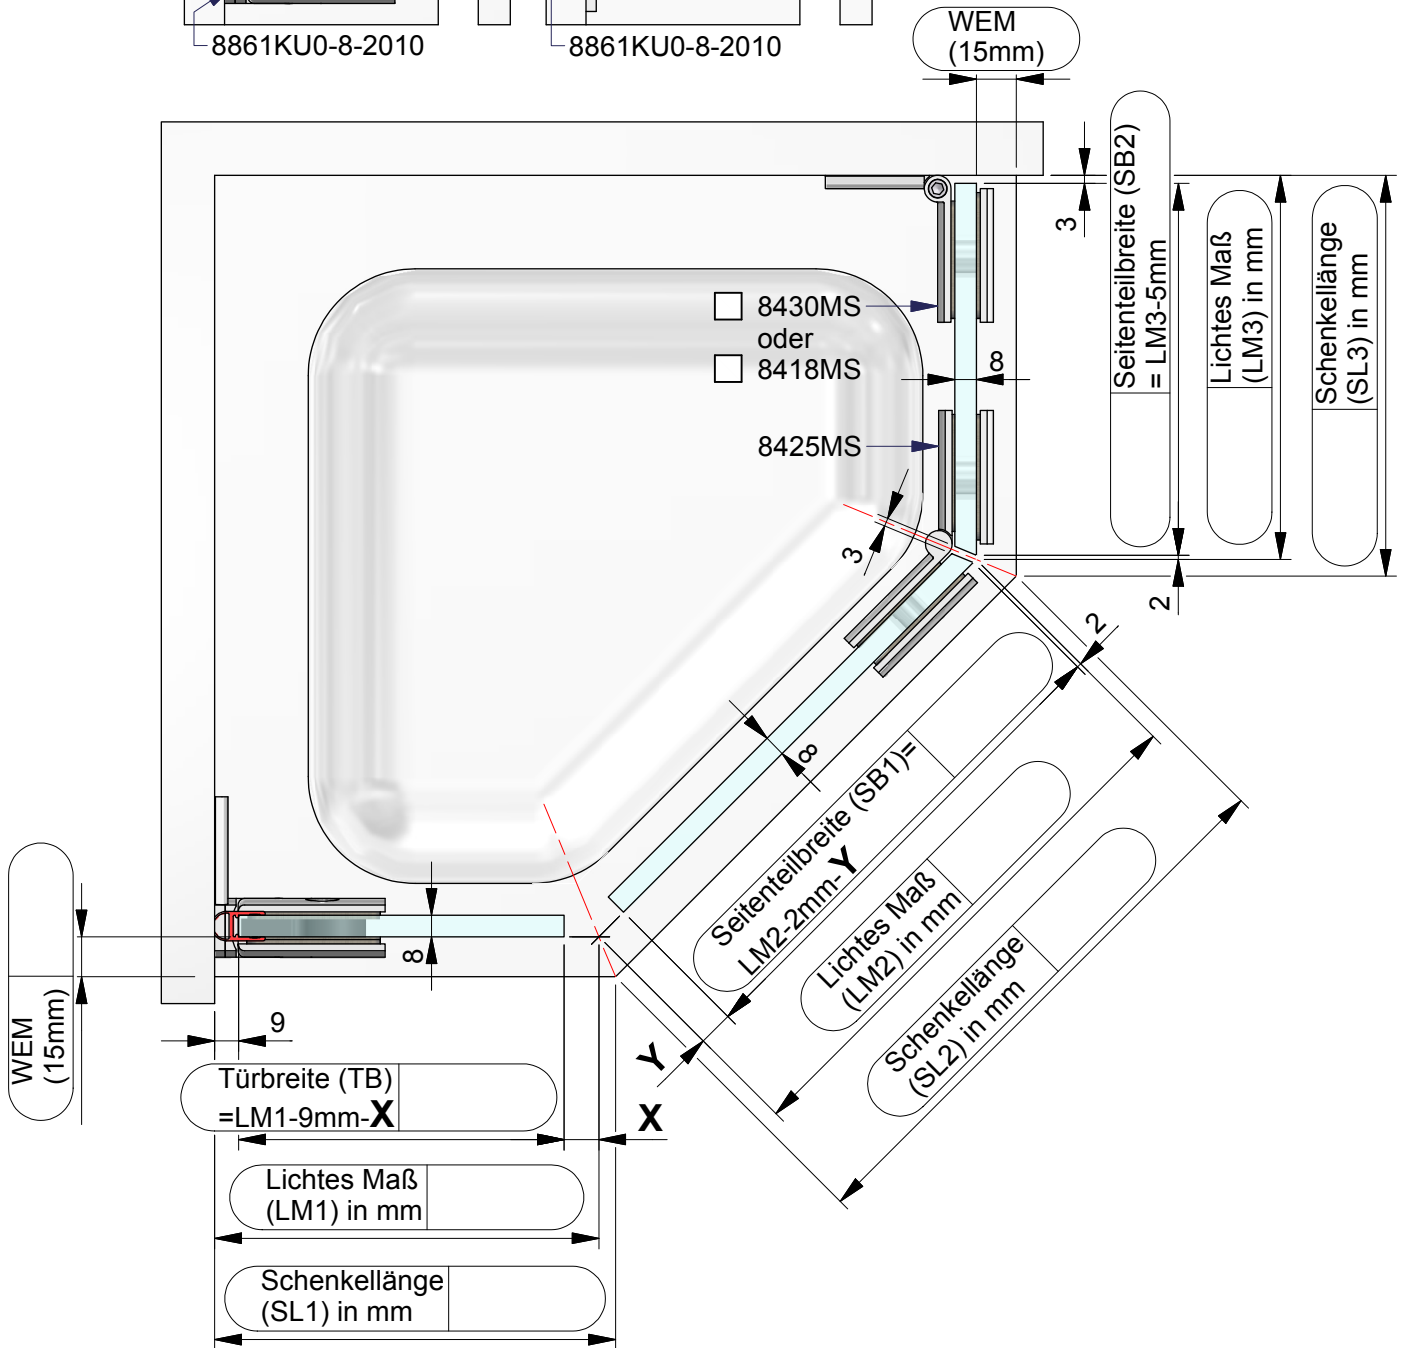 8861KU0-8-2010
8861KU0-8-2010
WEM
(15mm)
3
Seitenteilbreite (SB2)
= LM3-5mm
Lichtes Maß
(LM3) in mm
Schenkellänge
(SL3) in mm
8430MS
oder
8418MS
8
8425MS
3
2
2
8
Seitenteilbreite (SB1)=
LM2-2mm-Y
Lichtes Maß
(LM2) in mm
Schenkellänge
(SL2) in mm
8
WEM
(15mm)
9
Y
Türbreite (TB)
=LM1-9mm-X
X
Lichtes Maß
(LM1) in mm
Schenkellänge
(SL1) in mm